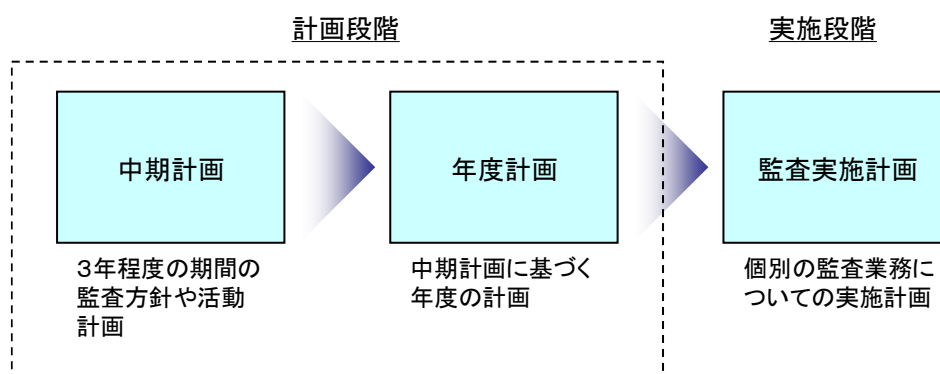 計画段階
実施段階
中期計画
年度計画
監査実施計画
３年程度の期間の
監査方針や活動
計画
中期計画に基づく
年度の計画
個別の監査業務に
ついての実施計画